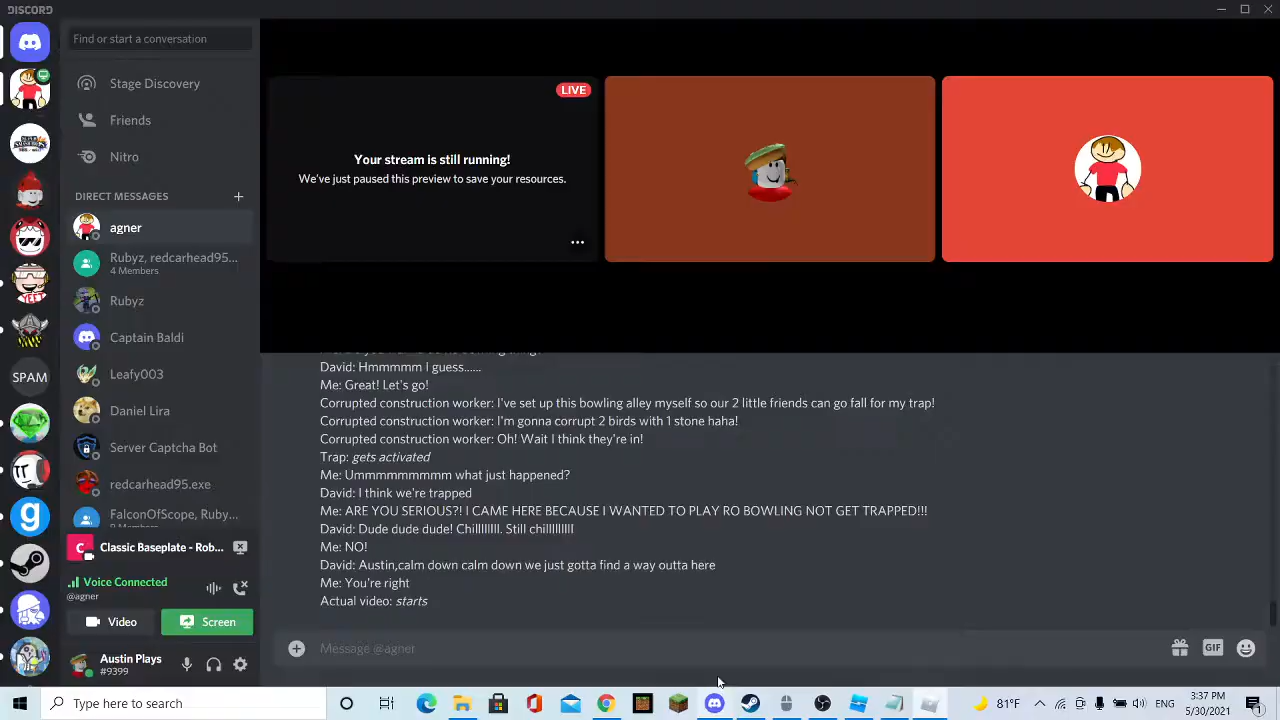 DISCORD
Find or start a conversation
Stage Discovery
Friends
Nitro
DIRECT MESSAGES
agner
Rubyz, redcarhead95...
4 Members
Rubyz
Captain Baldi
Leafy003
Daniel Lira
Server Captcha Bot
redcarhead95.exe
FalconOfScope, Ruby...
Classic Baseplate - Rob...
Voice Connected
@agner
Video
Screen
Austin Plays
#9399
SPAM
YEET
LIVE
Your stream is still running!
We've just paused this preview to save your resources.
David: Hmmmmm I guess......
Me: Great! Let's go!
Corrupted construction worker: I've set up this bowling alley myself so our 2 little friends can go fall for my trap!
Corrupted construction worker: I'm gonna corrupt 2 birds with 1 stone haha!
Corrupted construction worker: Oh! Wait I think they're in!
Trap: gets activated
Me: Ummmmmmmmm what just happened?
David: I think we're trapped
Me: ARE YOU SERIOUS?! I CAME HERE BECAUSE I WANTED TO PLAY RO BOWLING NOT GET TRAPPED!!!
David: Dude dude dude! Chilllllllll. Still chillllllllll
Me: NO!
David: Austin,calm down calm down we just gotta find a way outta here
Me: You're right
Actual video: starts
Message @agner
GIF
Type here to search
81°F
ENG
3:37 PM
5/30/2021